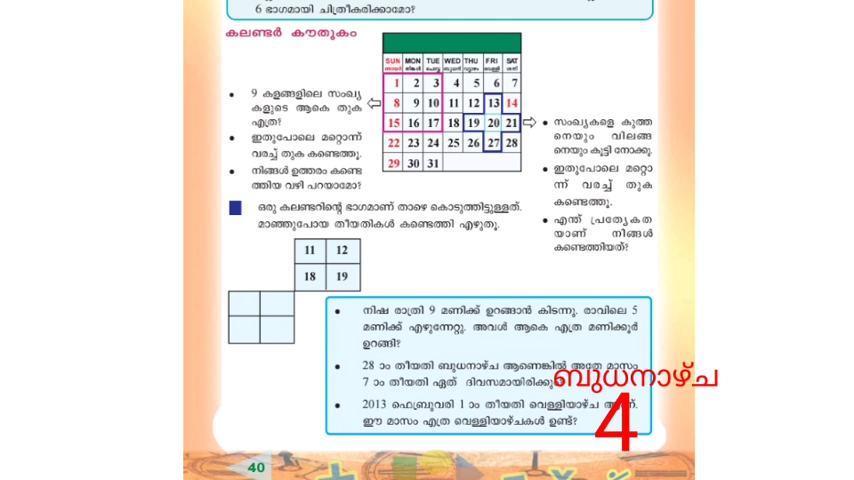 6 ഭാഗമായി ചിത്രീകരിക്കാമോ?
കലണ്ടർ കൗതുകം
SUN MON TUE WED THU FRI SAT
ഞായർ തിങ്കൾ ചൊവ്വ ബുധൻ വ്യാഴം വെള്ളി ശനി
1 2 3 4 5 6 7
8 9 10 11 12 13 14
15 16 17 18 19 20 21
22 23 24 25 26 27 28
29 30 31
• 9 കളങ്ങളിലെ സംഖ്യ
കളുടെ ആകെ തുക
എത്ര?
• ഇതുപോലെ മറ്റൊന്ന്
വരച്ച് തുക കണ്ടെത്തൂ.
• നിങ്ങൾ ഉത്തരം കണ്ടെ
ത്തിയ വഴി പറയാമോ?
• സംഖ്യകളെ കുത്ത
നെയും വിലങ്ങ
നെയും കൂട്ടി നോക്കൂ.
• ഇതുപോലെ മറ്റൊ
ന്ന് വരച്ച് തുക
കണ്ടെത്തൂ.
• എന്ത് പ്രത്യേകത
യാണ് നിങ്ങൾ
കണ്ടെത്തിയത്?
ഒരു കലണ്ടറിന്റെ ഭാഗമാണ് താഴെ കൊടുത്തിട്ടുള്ളത്.
മാഞ്ഞുപോയ തീയതികൾ കണ്ടെത്തി എഴുതൂ.
11 12
18 19
• നിഷ രാത്രി 9 മണിക്ക് ഉറങ്ങാൻ കിടന്നു. രാവിലെ 5
മണിക്ക് എഴുന്നേറ്റു. അവൾ ആകെ എത്ര മണിക്കൂർ
ഉറങ്ങി?
• 28 ാം തീയതി ബുധനാഴ്ച ആണെങ്കിൽ അതേ മാസം
7 ാം തീയതി ഏത് ദിവസമായിരിക്കും?
ബുധനാഴ്ച
• 2013 ഫെബ്രുവരി 1 ാം തീയതി വെള്ളിയാഴ്ച ആണ്.
ഈ മാസം എത്ര വെള്ളിയാഴ്ചകൾ ഉണ്ട്?
4
40